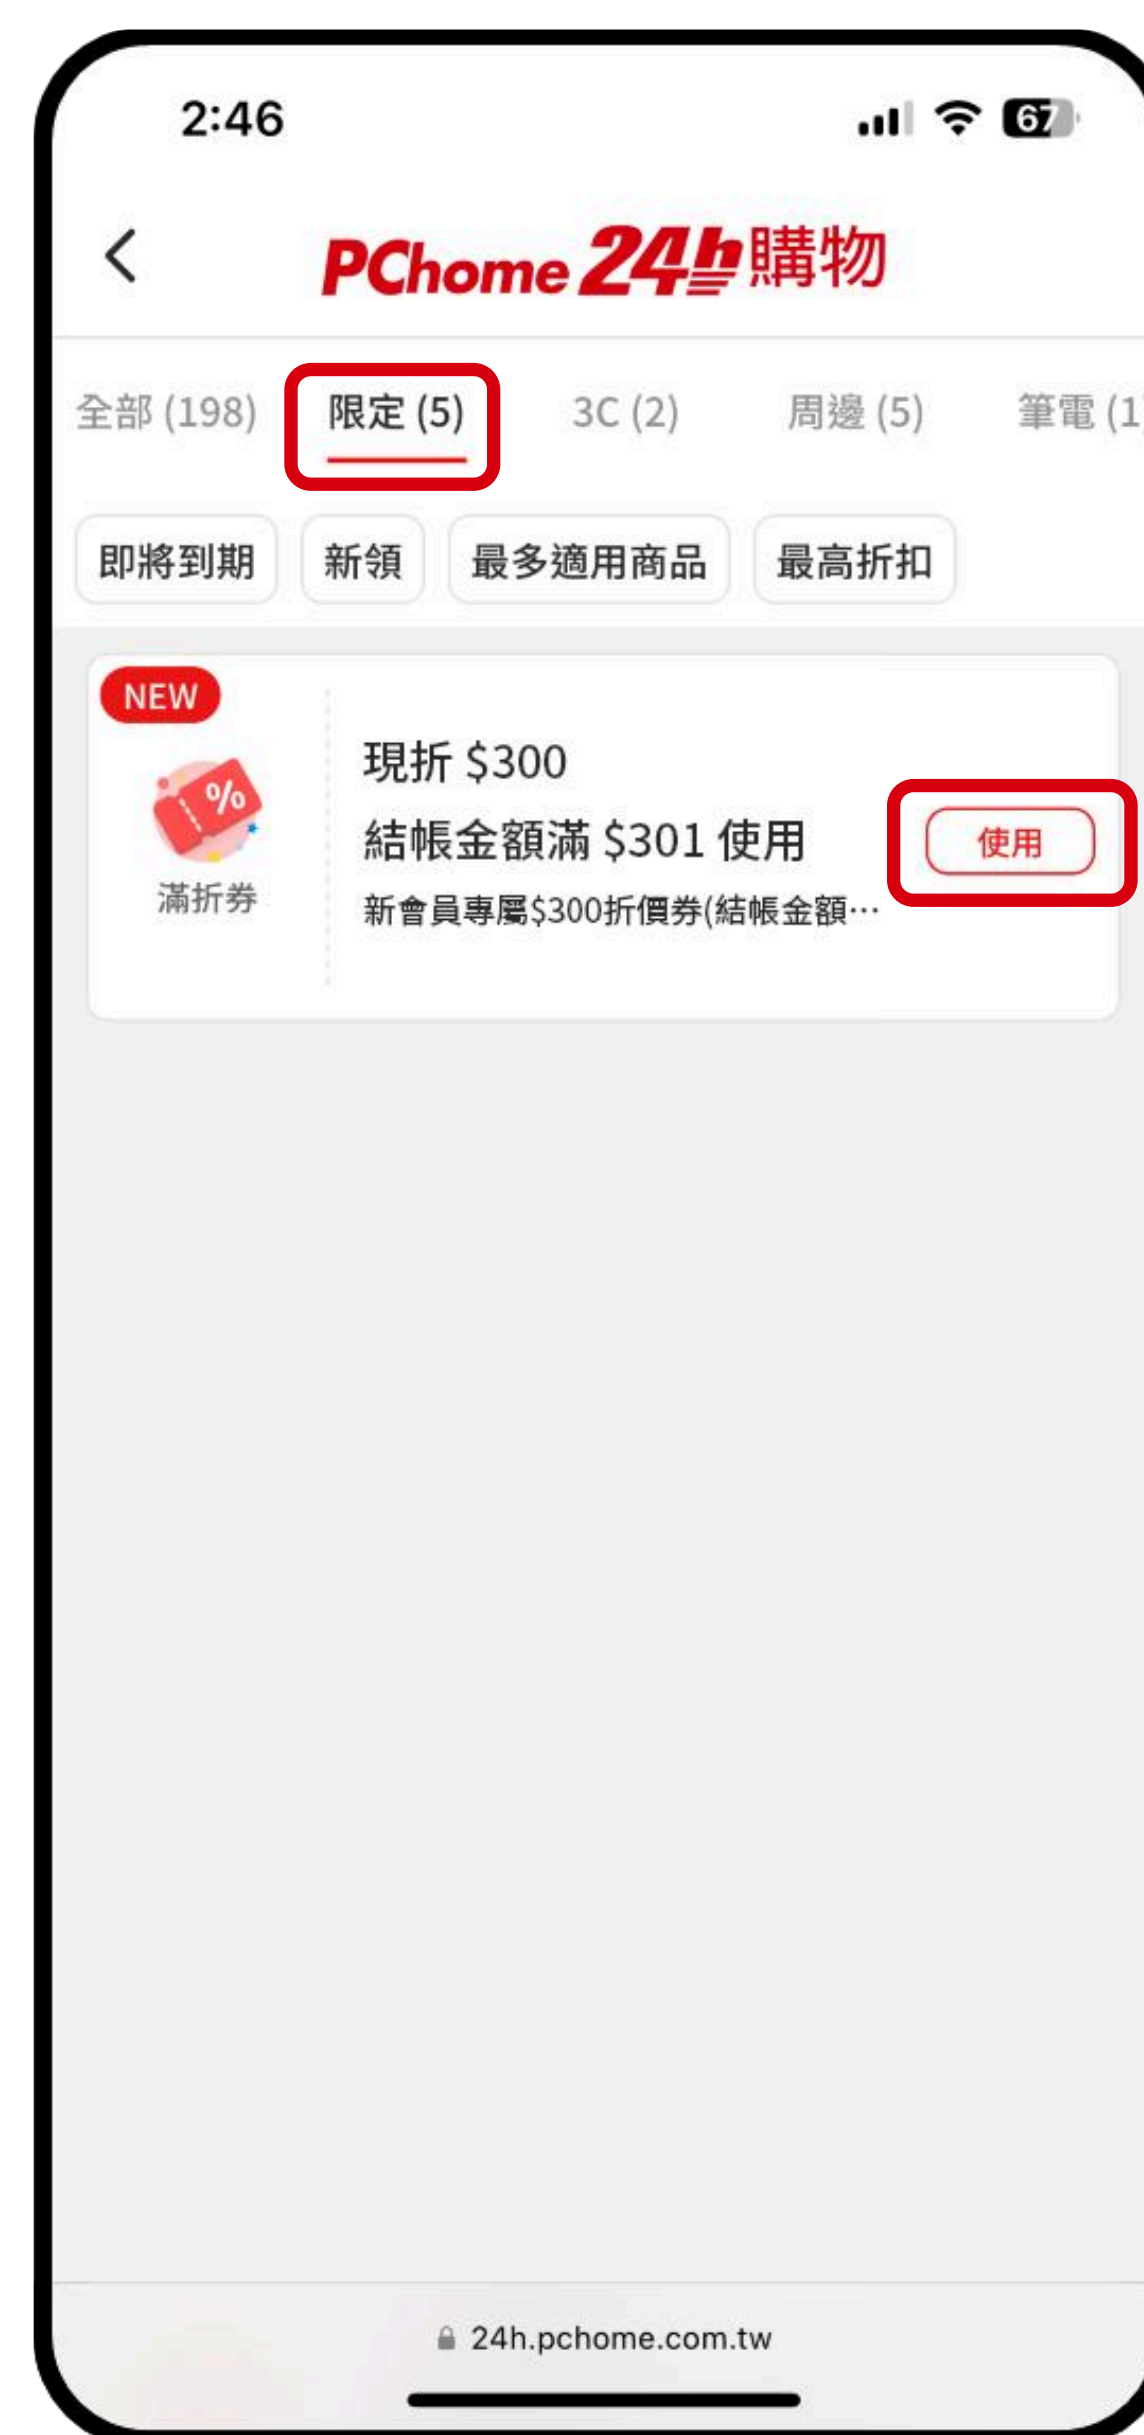 2:46
67
PChome 24h購物
全部 (198) 限定 (5) 3C (2) 周邊 (5) 筆電 (1
即將到期 新領 最多適用商品 最高折扣
NEW
%
滿折券
現折 $300
結帳金額滿 $301 使用
新會員專屬$300折價券(結帳金額…
使用
24h.pchome.com.tw